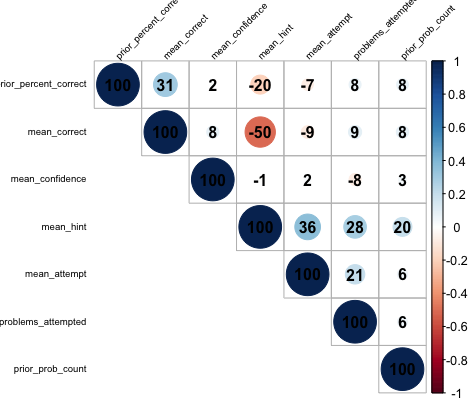 prior_percent_corre
mean_correct
mean_confidence
mean_hint
mean_attempt
problems_attempted
prior_prob_count
rior_percent_correct 100 31 2 -20 -7 8 8
mean_correct 100 8 -50 -9 9 8
mean_confidence 100 -1 2 -8 3
mean_hint 100 36 28 20
mean_attempt 100 21 6
problems_attempted 100 6
prior_prob_count 100
1
0.8
0.6
0.4
0.2
0
-0.2
-0.4
-0.6
-0.8
-1